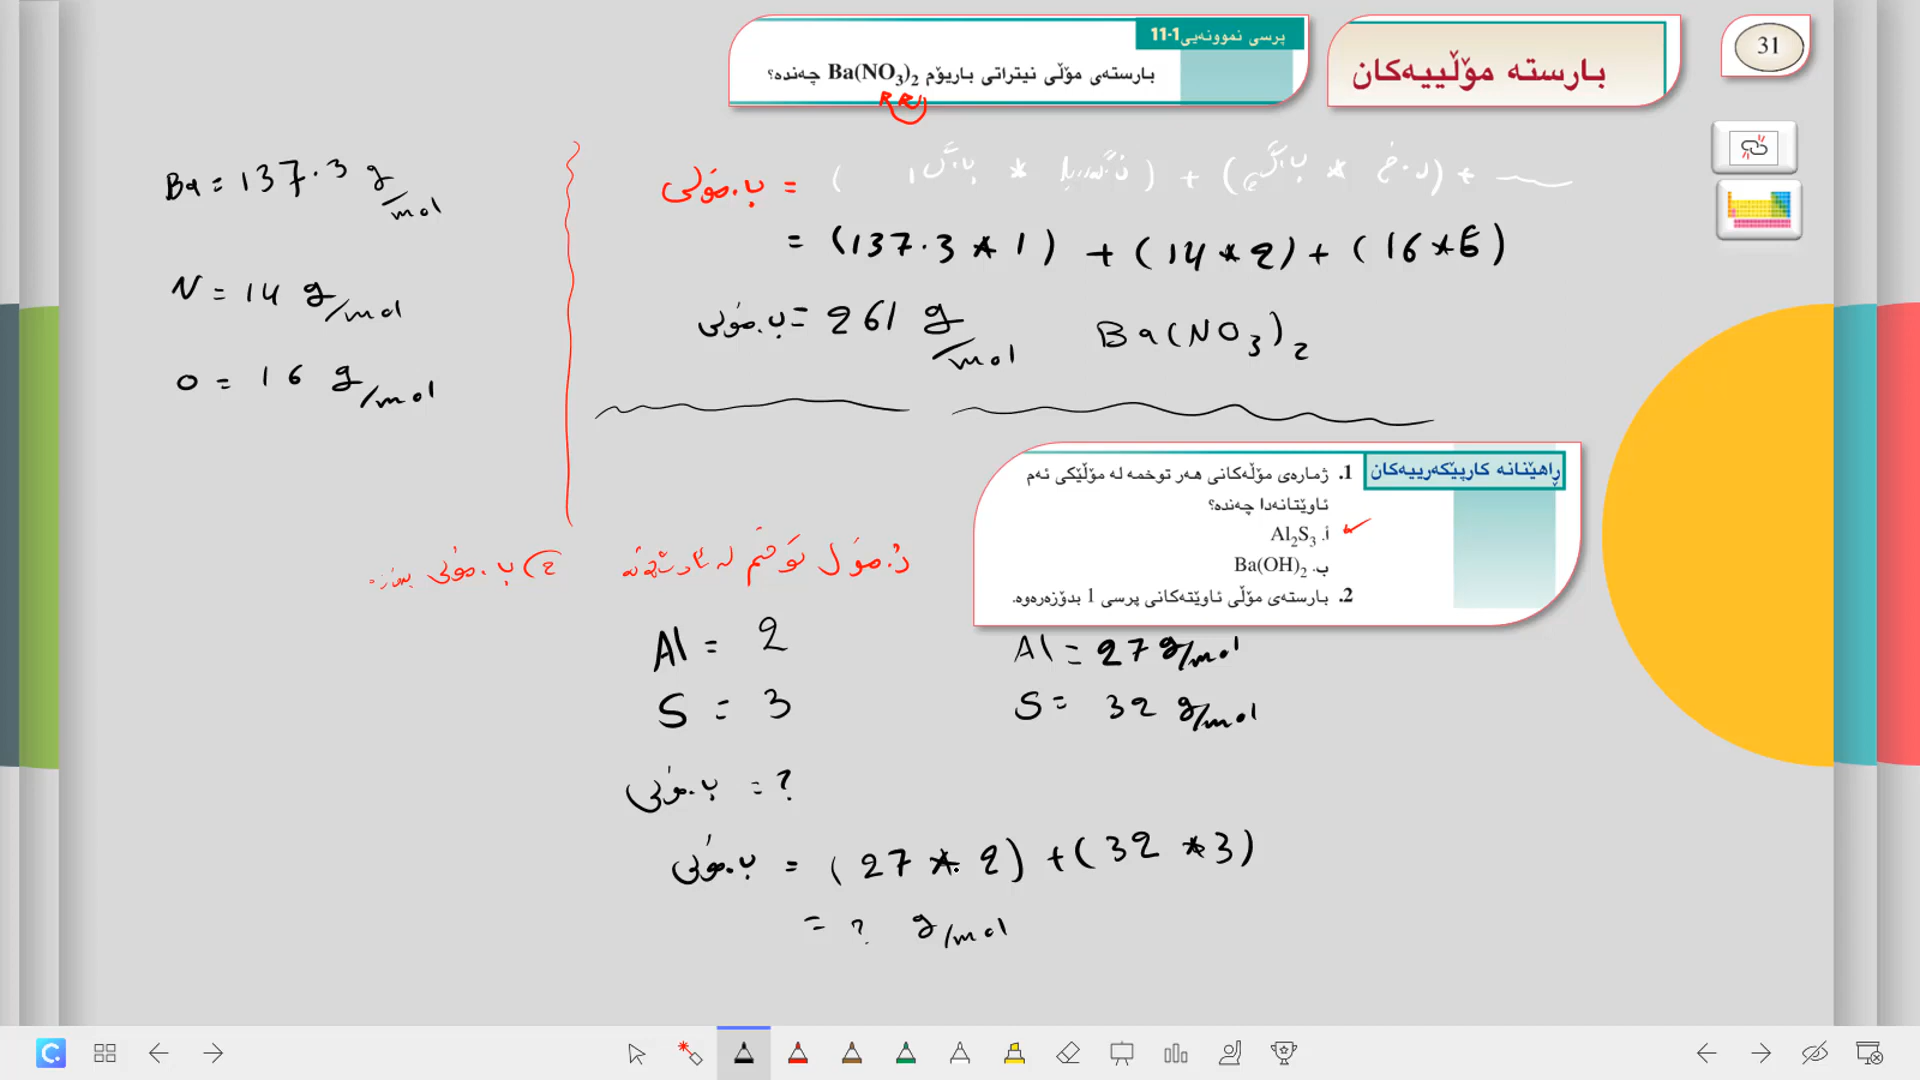 31
بارستە مۆڵییەکان
پرسی نموونەیی 1-11
بارستەی مۆڵی نیتراتی باریۆم Ba(NO₃)₂ چەندە؟
Ba = 137.3 g/mol
N = 14 g/mol
O = 16 g/mol
ب.مۆلی =
= (137.3 * 1) + (14 * 2) + (16 * 6)
ب.مۆلی = 261 g/mol
Ba(NO₃)₂
ڕاهێنانە کارپێکەرییەکان
1. ژمارەی مۆڵەکانی هەر توخمە لە مۆڵێکی ئەم
ئاوێتانەدا چەندە؟
أ. Al₂S₃
ب. Ba(OH)₂
2. بارستەی مۆڵی ئاوێتەکانی پرسی 1 بدۆزەرەوە.
Al = 2
S = 3
Al = 27 g/mol
S = 32 g/mol
ب.مۆلی = ?
ب.مۆلی = (27 * 2) + (32 * 3)
= ? g/mol